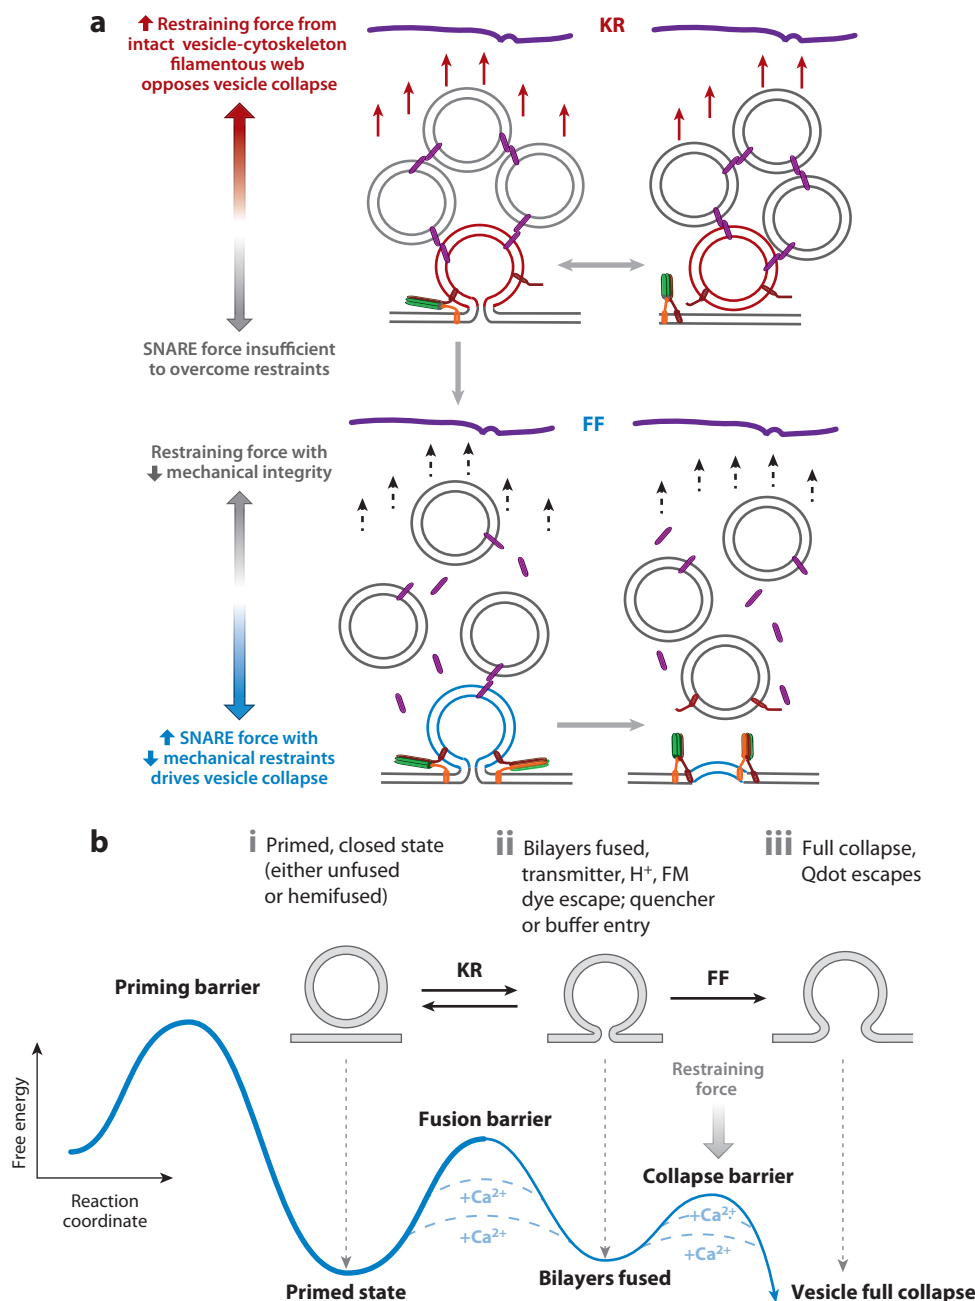 a
Restraining force from
intact vesicle-cytoskeleton
filamentous web
opposes vesicle collapse
KR
SNARE force insufficient
to overcome restraints
Restraining force with
mechanical integrity
FF
SNARE force with
mechanical restraints
drives vesicle collapse
b
i Primed, closed state
(either unfused
or hemifused)
ii Bilayers fused,
transmitter, H⁺, FM
dye escape; quencher
or buffer entry
iii Full collapse,
Qdot escapes
KR
FF
Priming barrier
Restraining
force
Free energy
Reaction
coordinate
Fusion barrier
+Ca²⁺
+Ca²⁺
Collapse barrier
+Ca²⁺
+Ca²⁺
Primed state
Bilayers fused
Vesicle full collapse